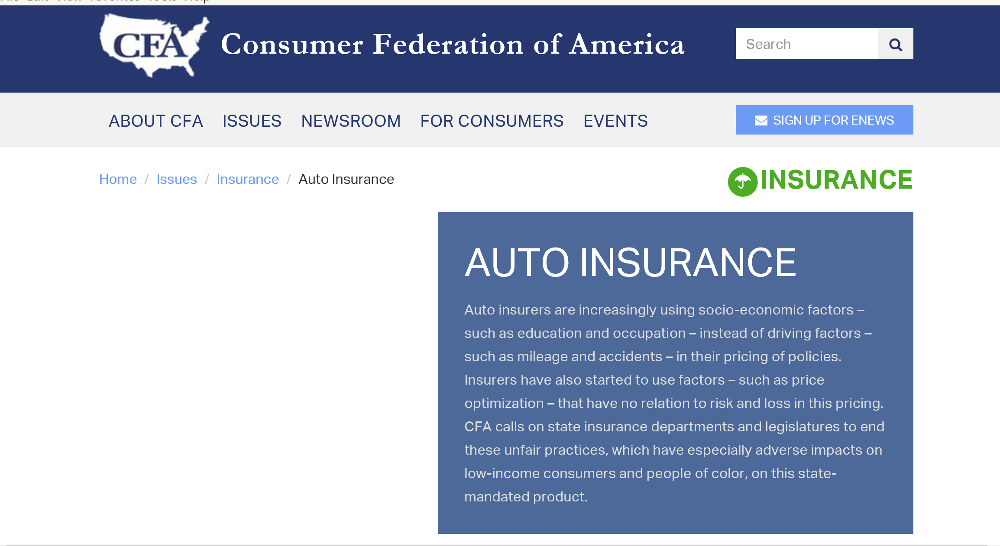 CFA
Consumer Federation of America
Search
ABOUT CFA ISSUES NEWSROOM FOR CONSUMERS EVENTS
SIGN UP FOR ENEWS
Home / Issues / Insurance / Auto Insurance
INSURANCE
AUTO INSURANCE
Auto insurers are increasingly using socio-economic factors –
such as education and occupation – instead of driving factors –
such as mileage and accidents – in their pricing of policies.
Insurers have also started to use factors – such as price
optimization – that have no relation to risk and loss in this pricing.
CFA calls on state insurance departments and legislatures to end
these unfair practices, which have especially adverse impacts on
low-income consumers and people of color, on this state-
mandated product.